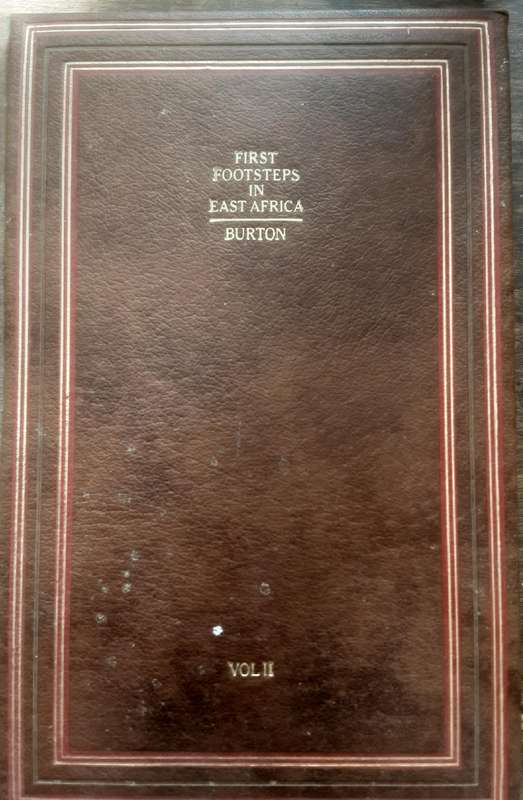 FIRST
FOOTSTEPS
IN
EAST AFRICA
BURTON
VOL II